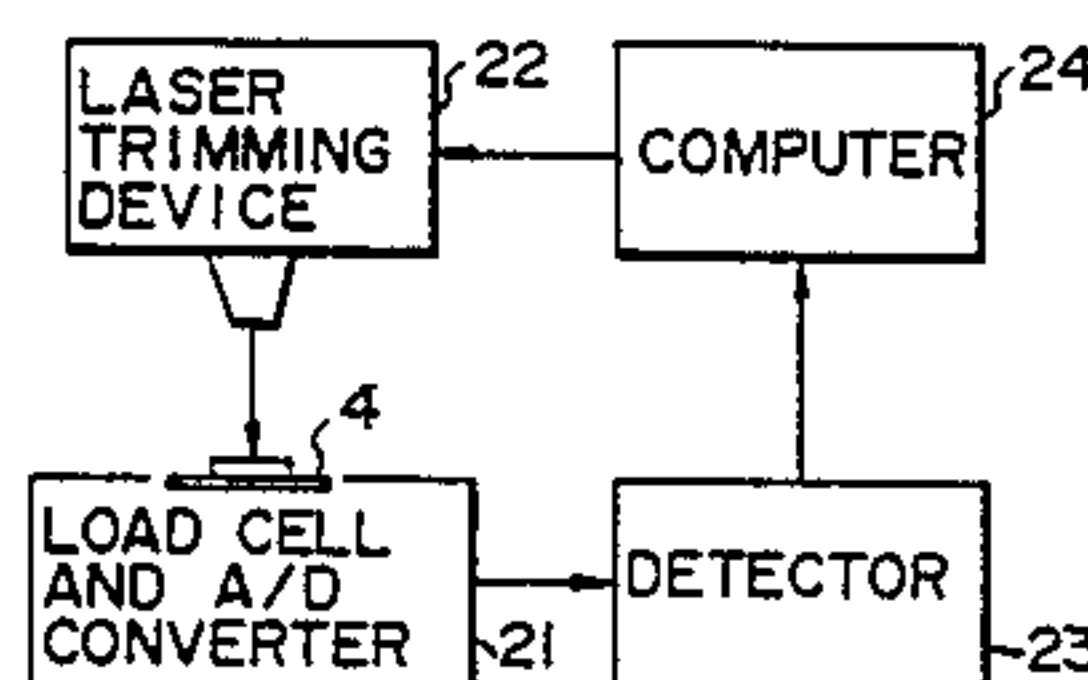 LASER
TRIMMING
DEVICE
22
COMPUTER
24
4
LOAD CELL
AND A/D
CONVERTER
21
DETECTOR
23